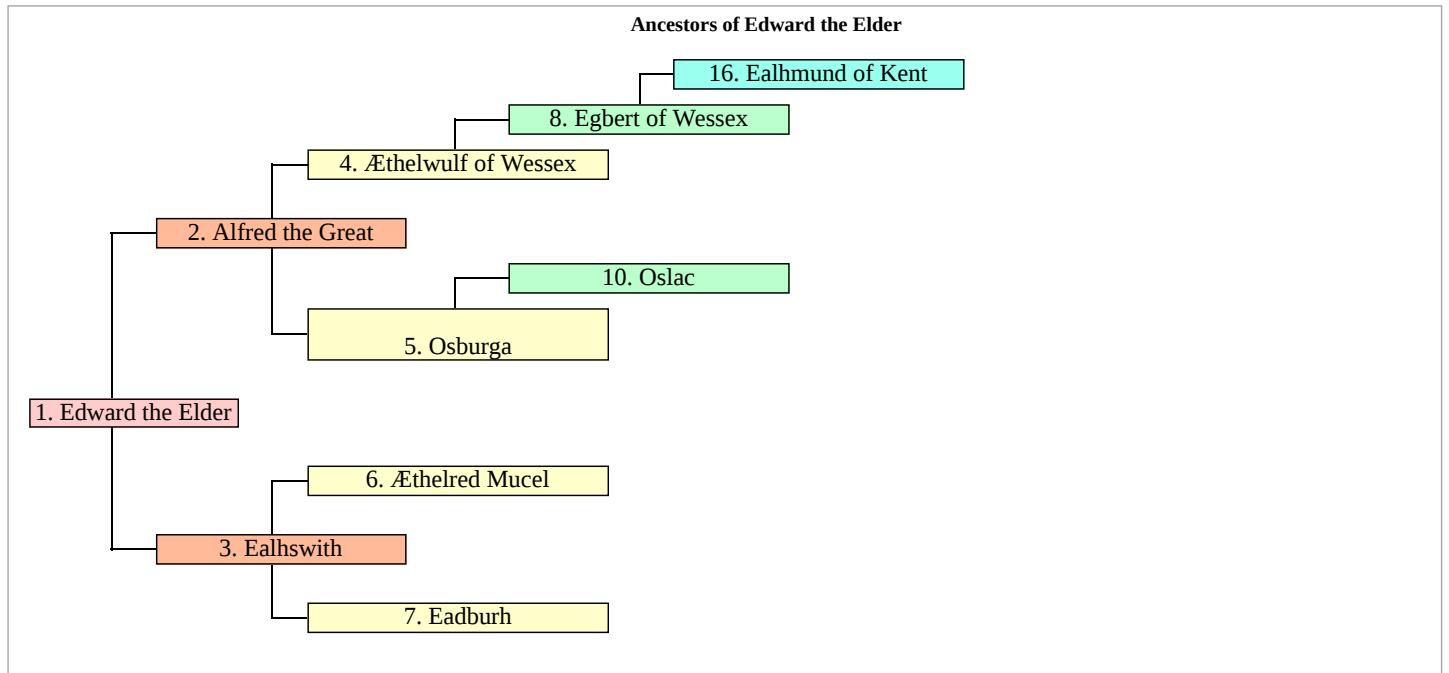 Ancestors of Edward the Elder
16. Ealhmund of Kent
8. Egbert of Wessex
4. Æthelwulf of Wessex
2. Alfred the Great
10. Oslac
5. Osburga
1. Edward the Elder
6. Æthelred Mucel
3. Ealhswith
7. Eadburh